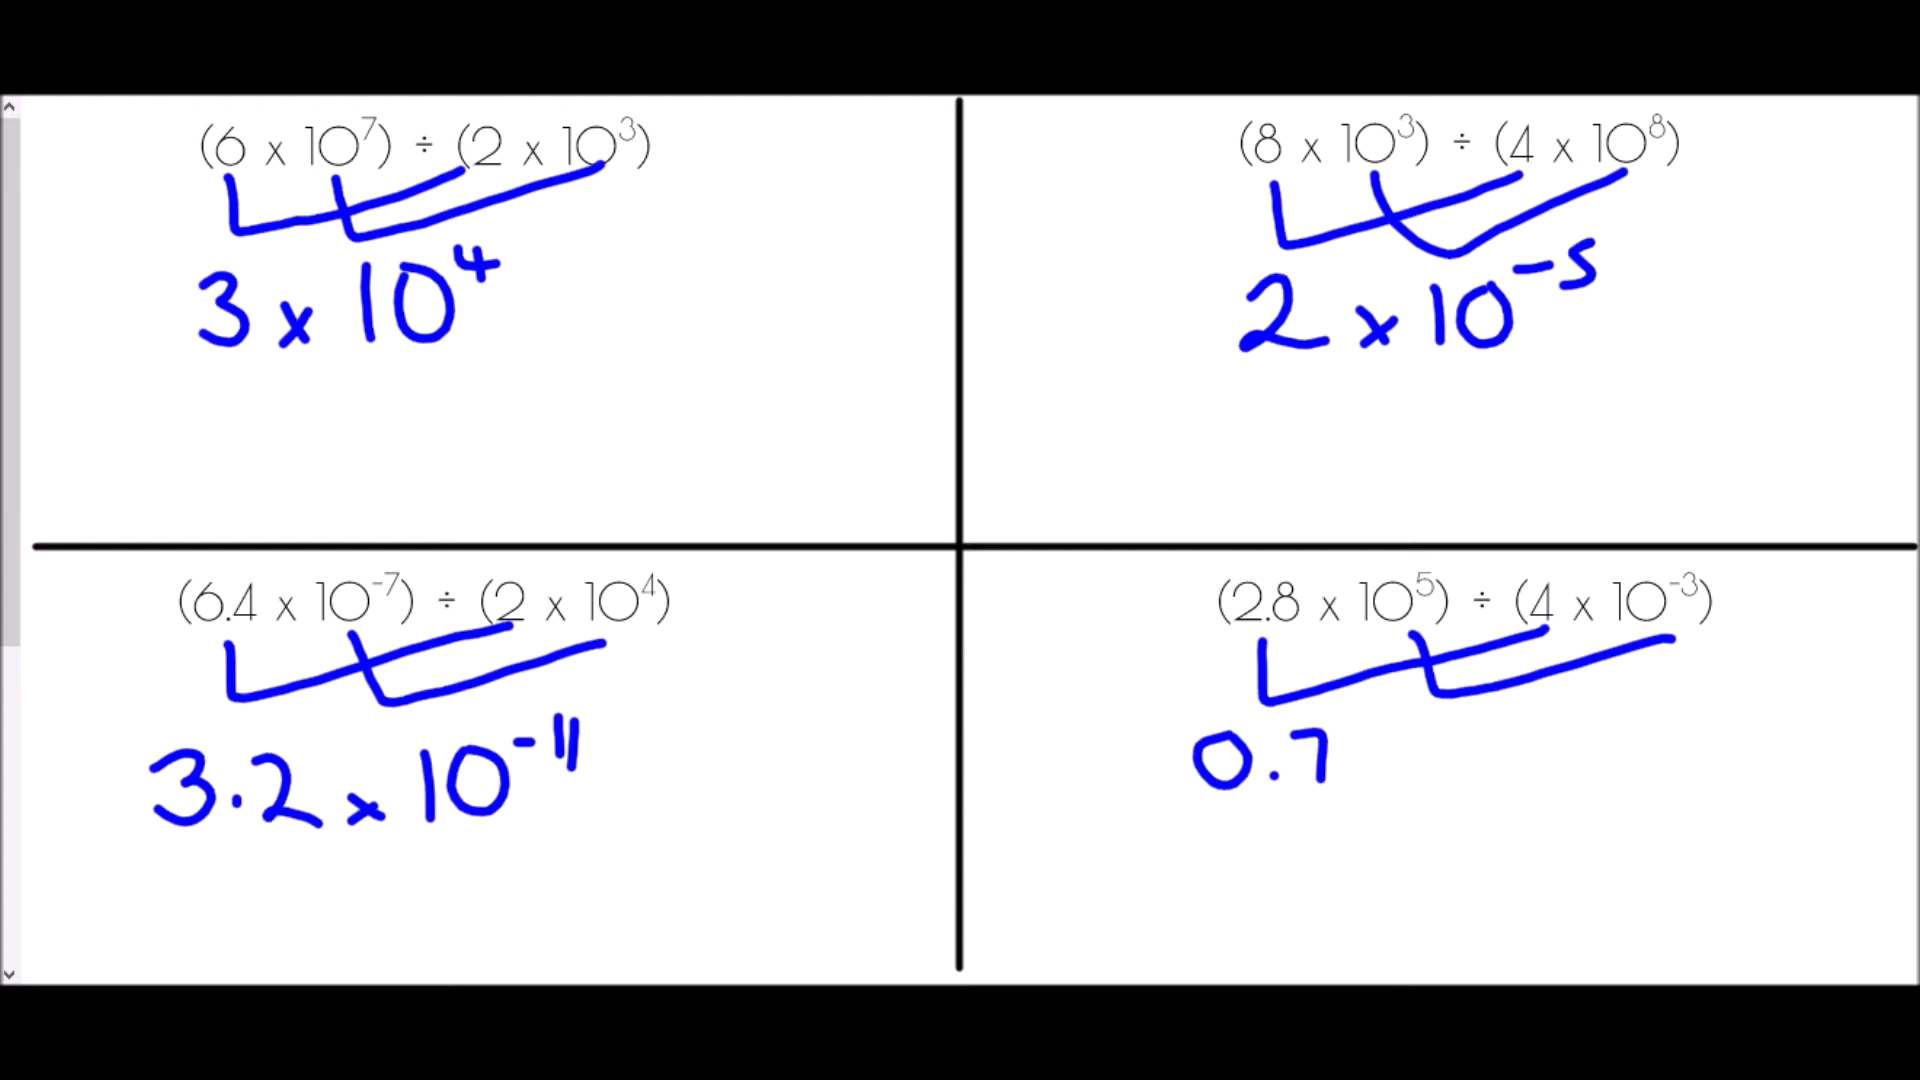 (6 x 10⁷) ÷ (2 x 10³)
3 x 10⁴
(8 x 10³) ÷ (4 x 10⁸)
2 x 10⁻⁵
(6.4 x 10⁻⁷) ÷ (2 x 10⁴)
3.2 x 10⁻¹¹
(2.8 x 10⁵) ÷ (4 x 10⁻³)
0.7